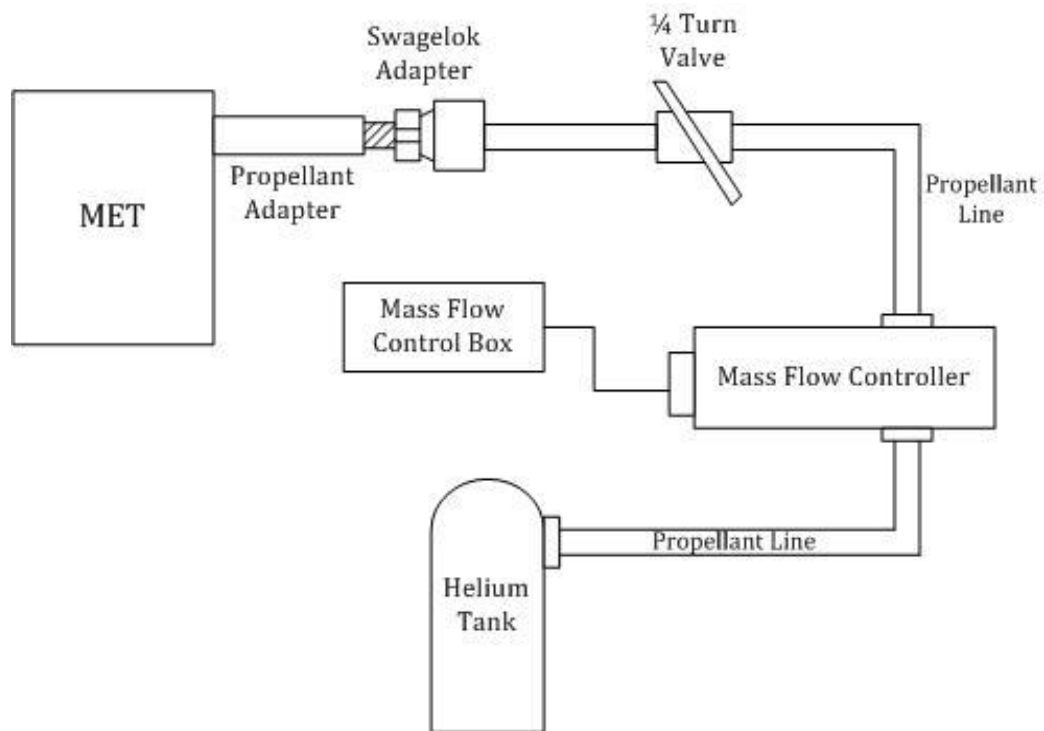 Swagelok
Adapter
¼ Turn
Valve
MET
Propellant
Adapter
Propellant
Line
Mass Flow
Control Box
Mass Flow Controller
Propellant Line
Helium
Tank